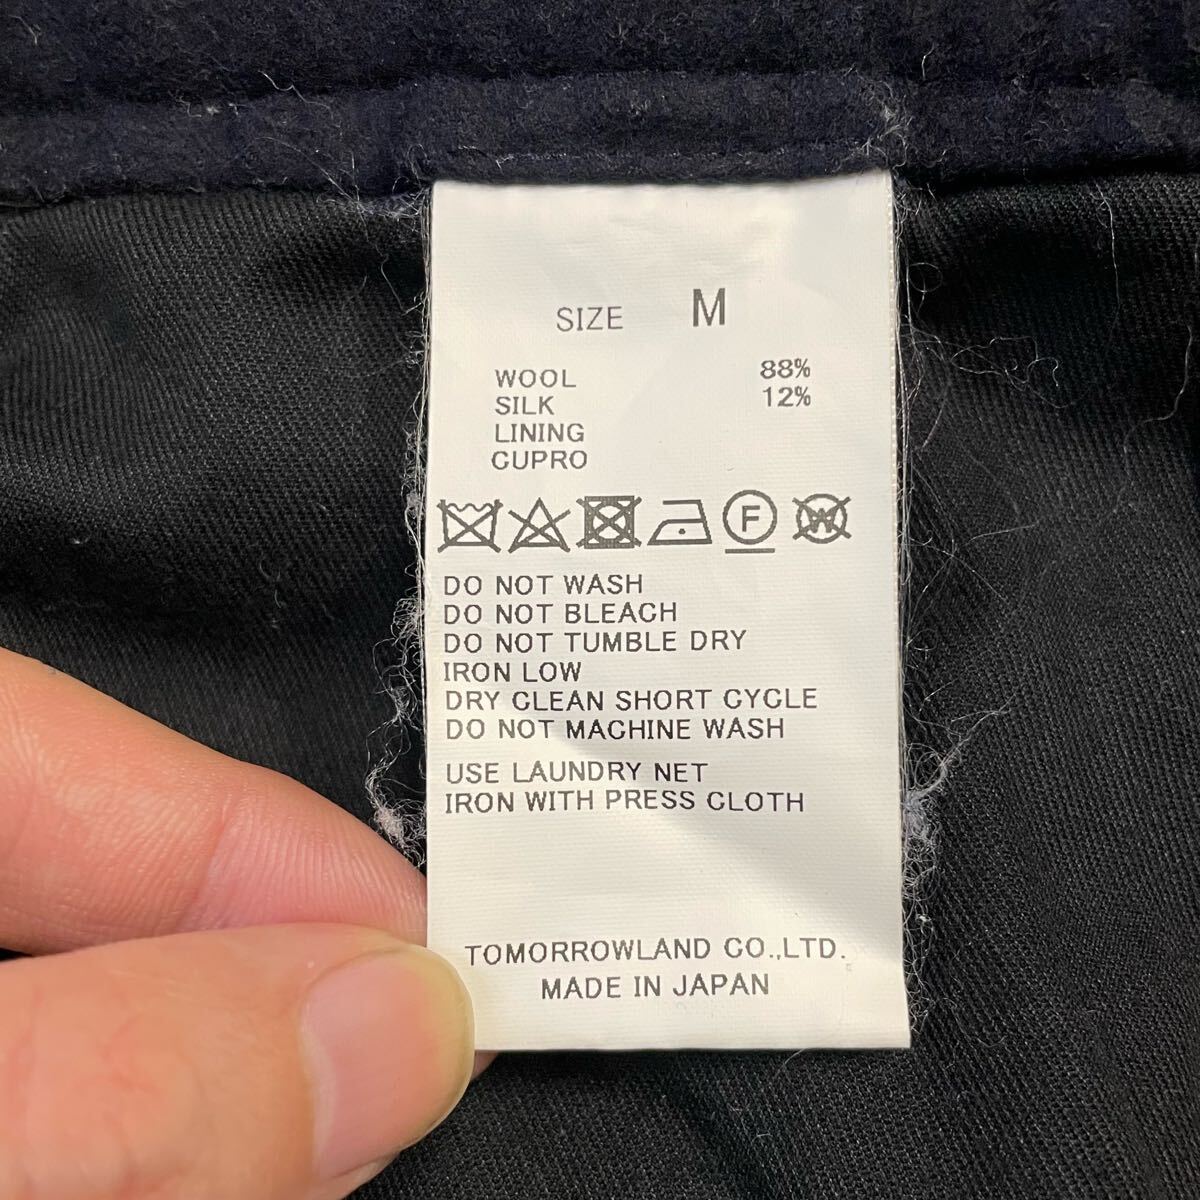 SIZE M
WOOL 88%
SILK 12%
LINING
CUPRO
F W
DO NOT WASH
DO NOT BLEACH
DO NOT TUMBLE DRY
IRON LOW
DRY CLEAN SHORT CYCLE
DO NOT MACHINE WASH
USE LAUNDRY NET
IRON WITH PRESS CLOTH
TOMORROWLAND CO.,LTD.
MADE IN JAPAN